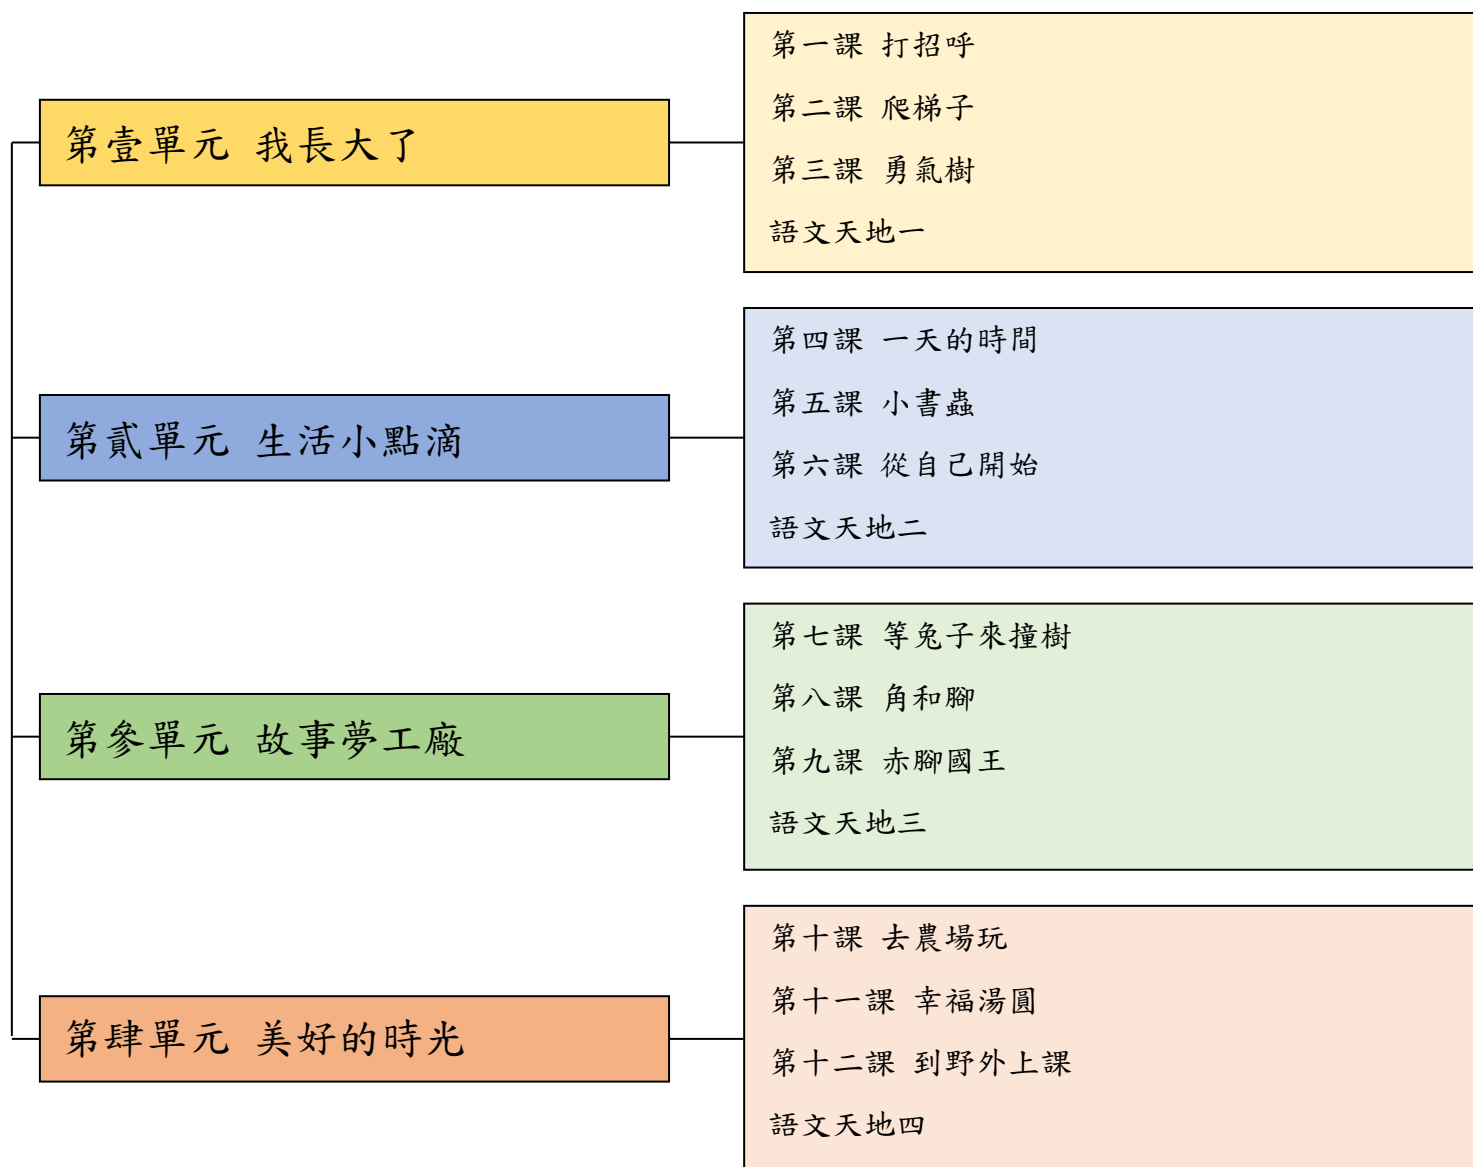 第壹單元 我長大了
第一課 打招呼
第二課 爬梯子
第三課 勇氣樹
語文天地一
第貳單元 生活小點滴
第四課 一天的時間
第五課 小書蟲
第六課 從自己開始
語文天地二
第參單元 故事夢工廠
第七課 等兔子來撞樹
第八課 角和腳
第九課 赤腳國王
語文天地三
第肆單元 美好的時光
第十課 去農場玩
第十一課 幸福湯圓
第十二課 到野外上課
語文天地四